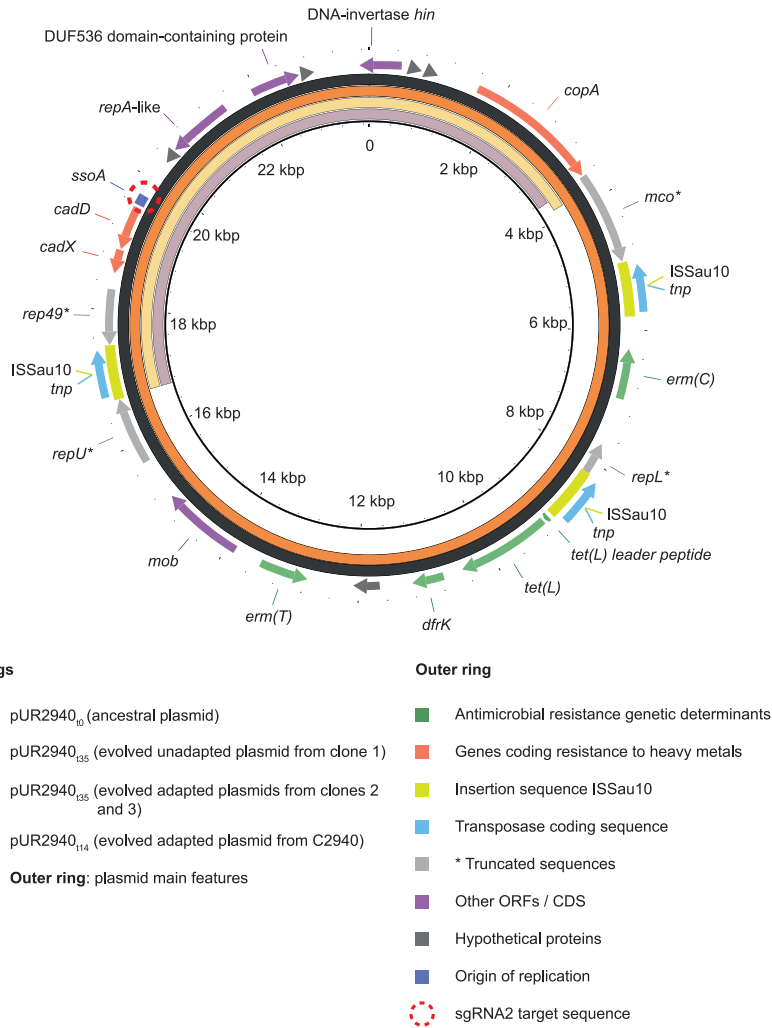 DNA-invertase hin
DUF536 domain-containing protein
repA-like
copA
ssoA
cadD
cadX
mco*
ISSau10
tnp
rep49*
ISSau10
tnp
erm(C)
repU*
repL*
ISSau10
tnp
tet(L) leader peptide
mob
tet(L)
erm(T)
dfrK
0
2 kbp
4 kbp
6 kbp
8 kbp
10 kbp
12 kbp
14 kbp
16 kbp
18 kbp
20 kbp
22 kbp
gs
pUR2940t0 (ancestral plasmid)
pUR2940t35 (evolved unadapted plasmid from clone 1)
pUR2940t35 (evolved adapted plasmids from clones 2
and 3)
pUR2940t14 (evolved adapted plasmid from C2940)
Outer ring: plasmid main features
Outer ring
Antimicrobial resistance genetic determinants
Genes coding resistance to heavy metals
Insertion sequence ISSau10
Transposase coding sequence
* Truncated sequences
Other ORFs / CDS
Hypothetical proteins
Origin of replication
sgRNA2 target sequence